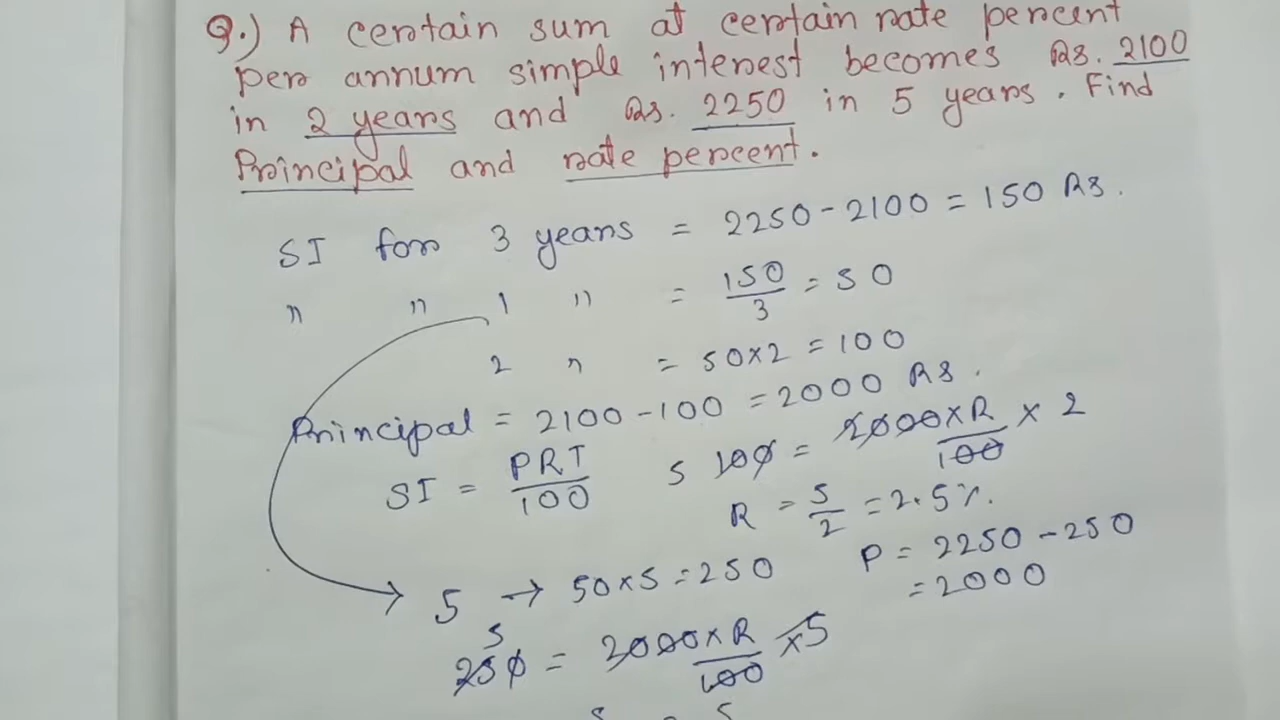 Q.) A certain sum at certain rate percent
per annum simple interest becomes Rs. 2100
in 2 years and Rs. 2250 in 5 years. Find
Principal and rate percent.
SI for 3 years = 2250 - 2100 = 150 Rs.
" " 1 " = 150/3 = 50
2 " = 50×2 = 100
Principal = 2100 - 100 = 2000 Rs.
SI = PRT/100 5 100 = 2000×R/100 × 2
R = 5/2 = 2.5%.
5 → 50×5 = 250 P = 2250 - 250
= 2000
5 250 = 2000×R/100 ×5